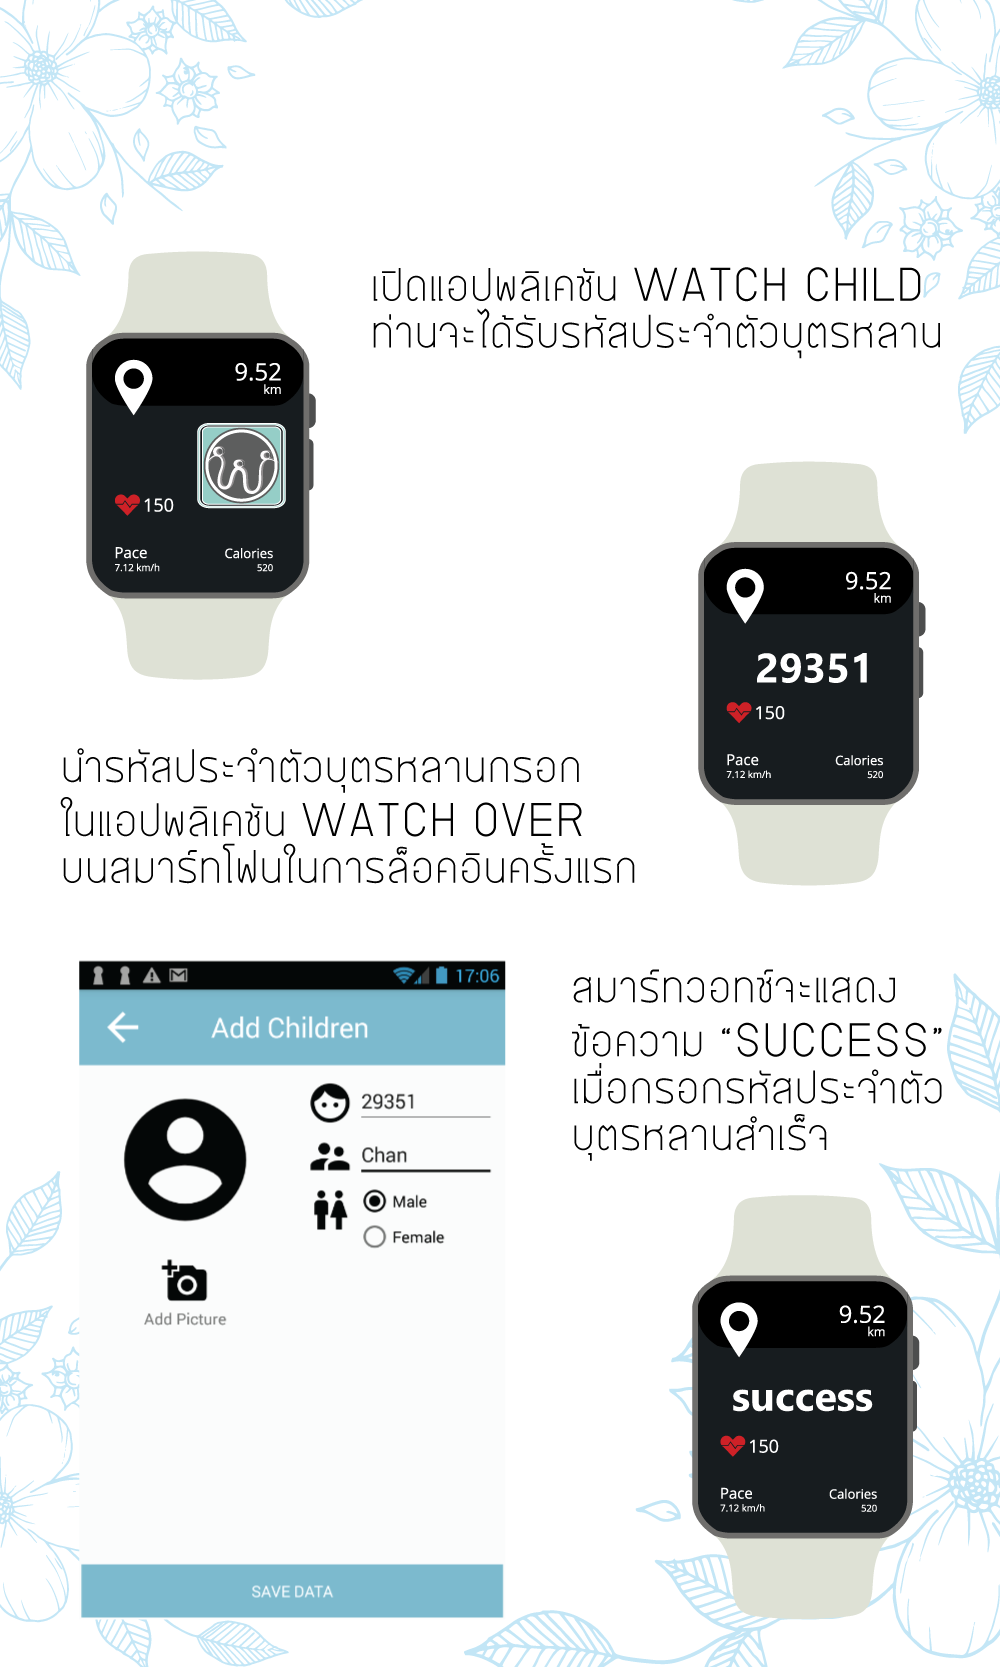 เปิดแอปพลิเคชัน WATCH CHILD
ท่านจะได้รับรหัสประจำตัวบุตรหลาน
9.52
km
150
Pace
Calories
7.12 km/h
520
9.52
km
29351
150
Pace
Calories
7.12 km/h
520
นำรหัสประจำตัวบุตรหลานกรอก
ในแอปพลิเคชัน WATCH OVER
บนสมาร์ทโฟนในการล็อคอินครั้งแรก
17:06
Add Children
29351
Chan
Male
Female
Add Picture
SAVE DATA
สมาร์ทวอทช์จะแสดง
ข้อความ “SUCCESS”
เมื่อกรอกรหัสประจำตัว
บุตรหลานสำเร็จ
9.52
km
success
150
Pace
Calories
7.12 km/h
520